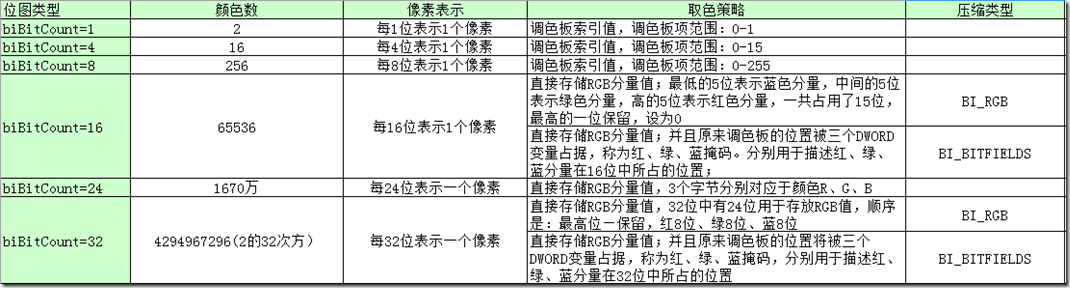 位图类型 颜色数 像素表示 取色策略 压缩类型
biBitCount=1 2 每1位表示1个像素 调色板索引值，调色板项范围：0-1
biBitCount=4 16 每4位表示1个像素 调色板索引值，调色板项范围：0-15
biBitCount=8 256 每8位表示1个像素 调色板索引值，调色板项范围：0-255
biBitCount=16 65536 每16位表示1个像素
直接存储RGB分量值；最低的5位表示蓝色分量，中间的5位
表示绿色分量，高的5位表示红色分量，一共占用了15位，
最高的一位保留，设为0
BI_RGB
直接存储RGB分量值；并且原来调色板的位置被三个DWORD
变量占据，称为红、绿、蓝掩码。分别用于描述红、绿、
蓝分量在16位中所占的位置；
BI_BITFIELDS
biBitCount=24 1670万 每24位表示一个像素 直接存储RGB分量值，3个字节分别对应于颜色R、G、B
biBitCount=32 4294967296(2的32次方） 每32位表示一个像素
直接存储RGB分量值，32位中有24位用于存放RGB值，顺序
是：最高位—保留，红8位、绿8位、蓝8位
BI_RGB
直接存储RGB分量值；并且原来调色板的位置将被三个
DWORD变量占据，称为红、绿、蓝掩码，分别用于描述红、
绿、蓝分量在32位中所占的位置
BI_BITFIELDS